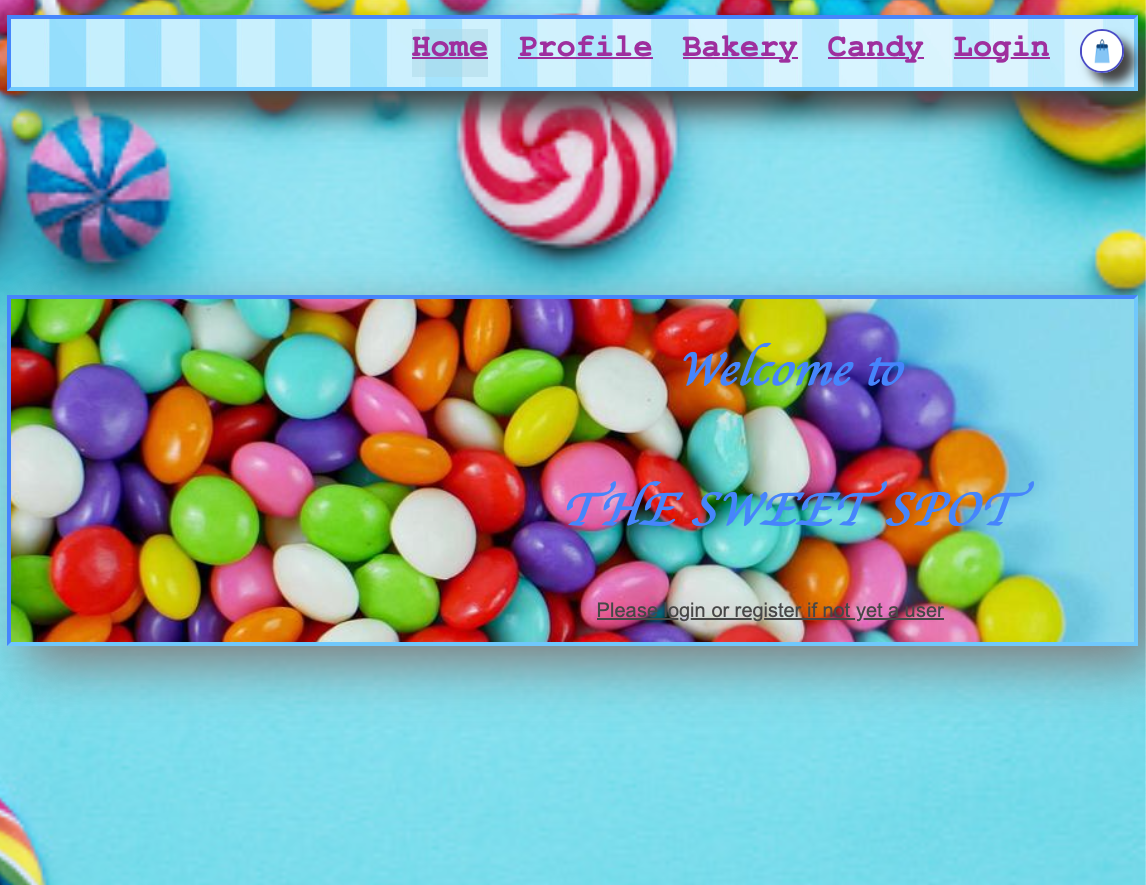 Home Profile Bakery Candy Login
Welcome to
THE SWEET SPOT
Please login or register if not yet a user